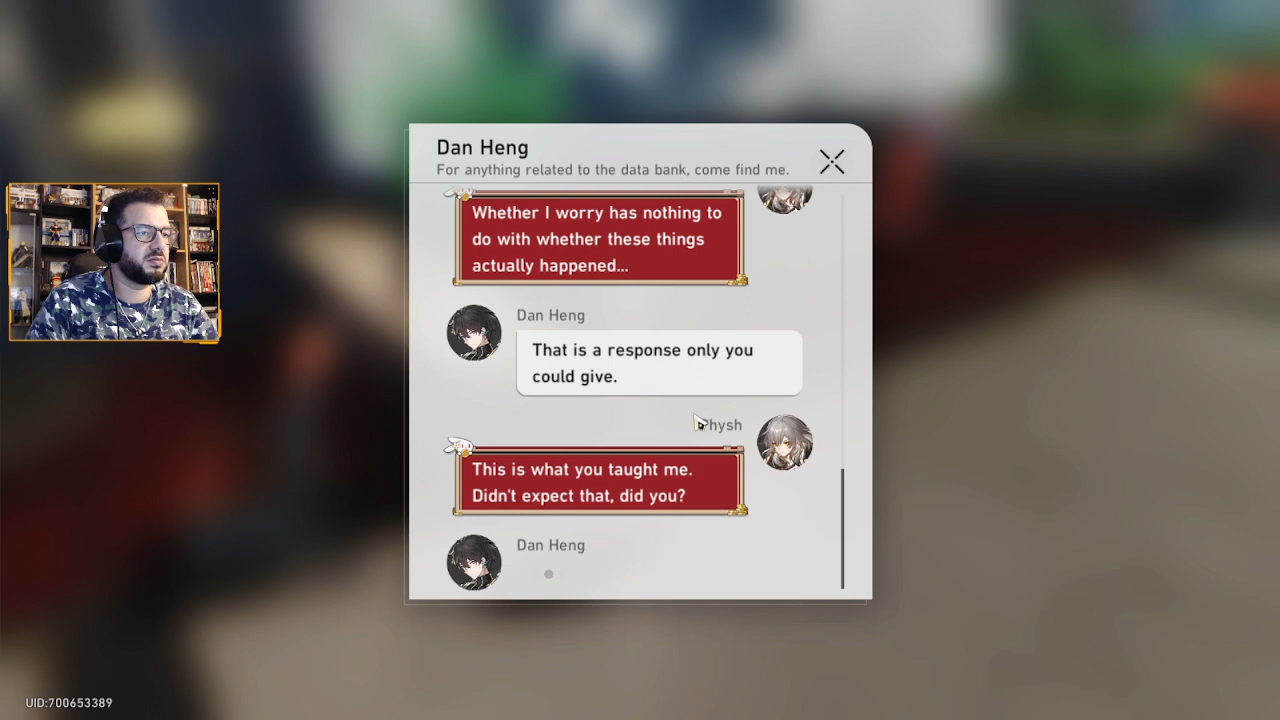 Dan Heng
For anything related to the data bank, come find me.
Whether I worry has nothing to
do with whether these things
actually happened...
Dan Heng
That is a response only you
could give.
Physh
This is what you taught me.
Didn't expect that, did you?
Dan Heng
UID:700653389